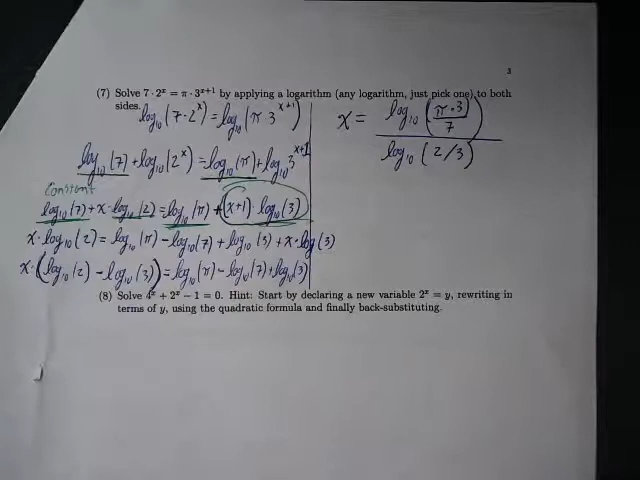 3
(7) Solve 7 · 2^x = π · 3^{x+1} by applying a logarithm (any logarithm, just pick one) to both
sides.
log₁₀(7·2^x) = log₁₀(π 3^{x+1})
log₁₀(7) + log₁₀(2^x) = log₁₀(π) + log₁₀ 3^{x+1}
Constant
log₁₀(7) + x · log₁₀(2) = log₁₀(π) + (x+1) · log₁₀(3)
x · log₁₀(2) = log₁₀(π) - log₁₀(7) + log₁₀(3) + x · log(3)
x · (log₁₀(2) - log₁₀(3)) = log₁₀(π) - log₁₀(7) + log₁₀(3)
x = log₁₀(π·3/7) / log₁₀(2/3)
(8) Solve 4^x + 2^x − 1 = 0. Hint: Start by declaring a new variable 2^x = y, rewriting in
terms of y, using the quadratic formula and finally back-substituting.